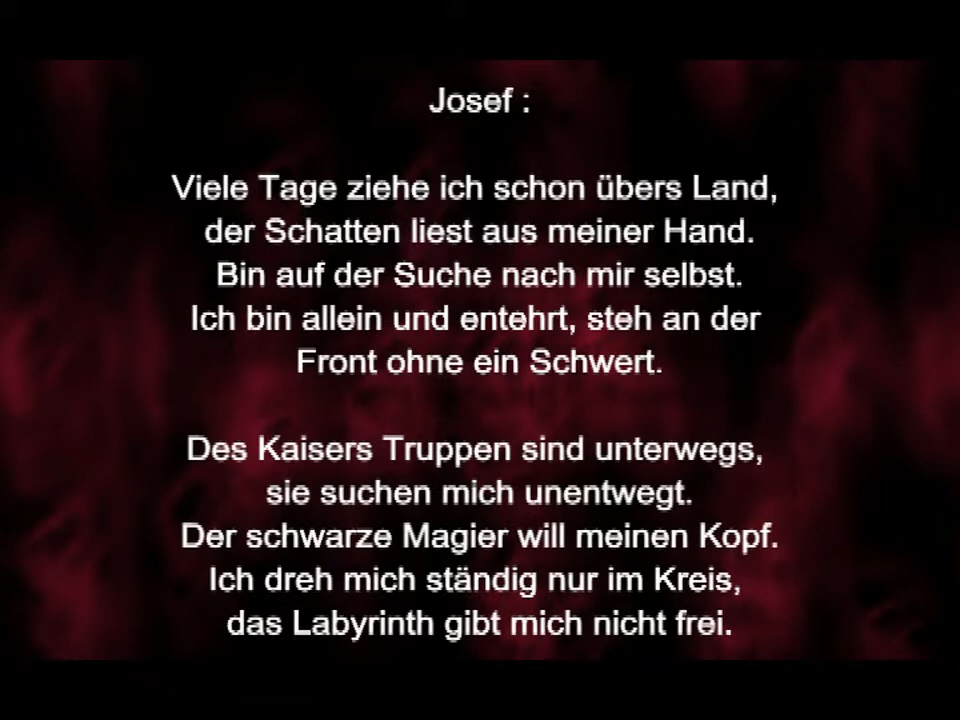 Josef :
Viele Tage ziehe ich schon übers Land,
der Schatten liest aus meiner Hand.
Bin auf der Suche nach mir selbst.
Ich bin allein und entehrt, steh an der
Front ohne ein Schwert.
Des Kaisers Truppen sind unterwegs,
sie suchen mich unentwegt.
Der schwarze Magier will meinen Kopf.
Ich dreh mich ständig nur im Kreis,
das Labyrinth gibt mich nicht frei.